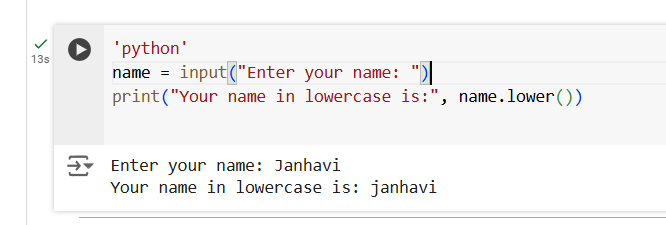 13s
'python'
name = input("Enter your name: ")
print("Your name in lowercase is:", name.lower())
Enter your name: Janhavi
Your name in lowercase is: janhavi